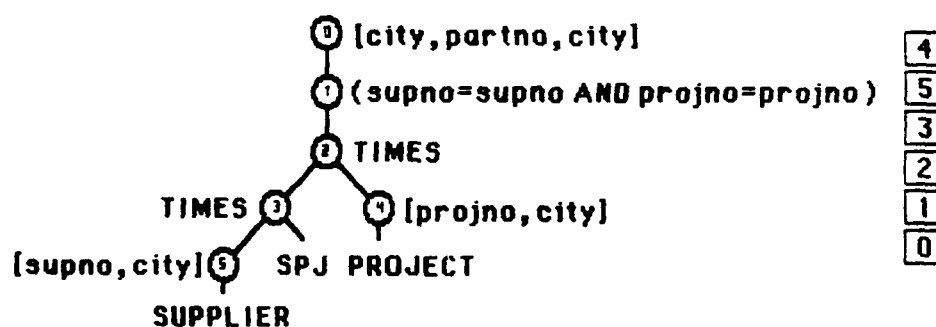 0 [city,partno,city]
4
1 (supno=supno AND projno=projno)
5
3
2 TIMES
2
TIMES 3
4 [projno,city]
1
[supno,city] 5
SPJ PROJECT
0
SUPPLIER